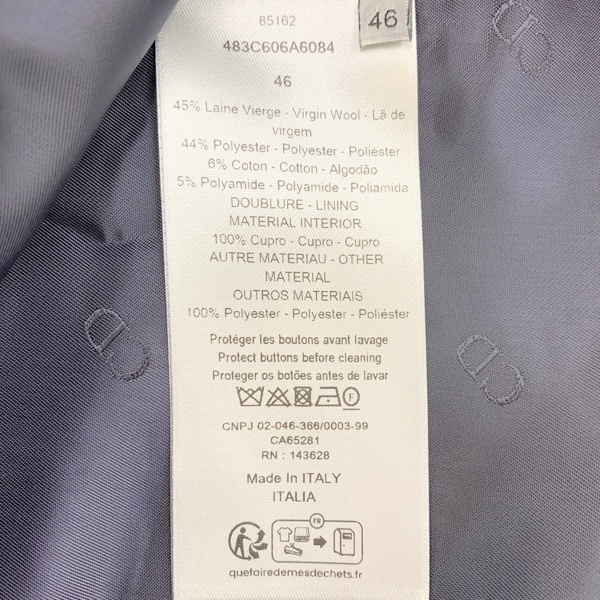 85162
46
483C606A6084
46
45% Laine Vierge - Virgin Wool - Lã de
virgem
44% Polyester - Polyester - Poliéster
6% Coton - Cotton - Algodão
5% Polyamide - Polyamide - Poliamida
DOUBLURE - LINING
MATERIAL INTERIOR
100% Cupro - Cupro - Cupro
AUTRE MATERIAU - OTHER
MATERIAL
OUTROS MATERIAIS
100% Polyester - Polyester - Poliéster
Protéger les boutons avant lavage
Protect buttons before cleaning
Proteger os botões antes de lavar
F
CNPJ 02-046-366/0003-99
CA65281
RN : 143628
Made In ITALY
ITALIA
FR
quefairedemesdechets.fr
CD
CD
CD